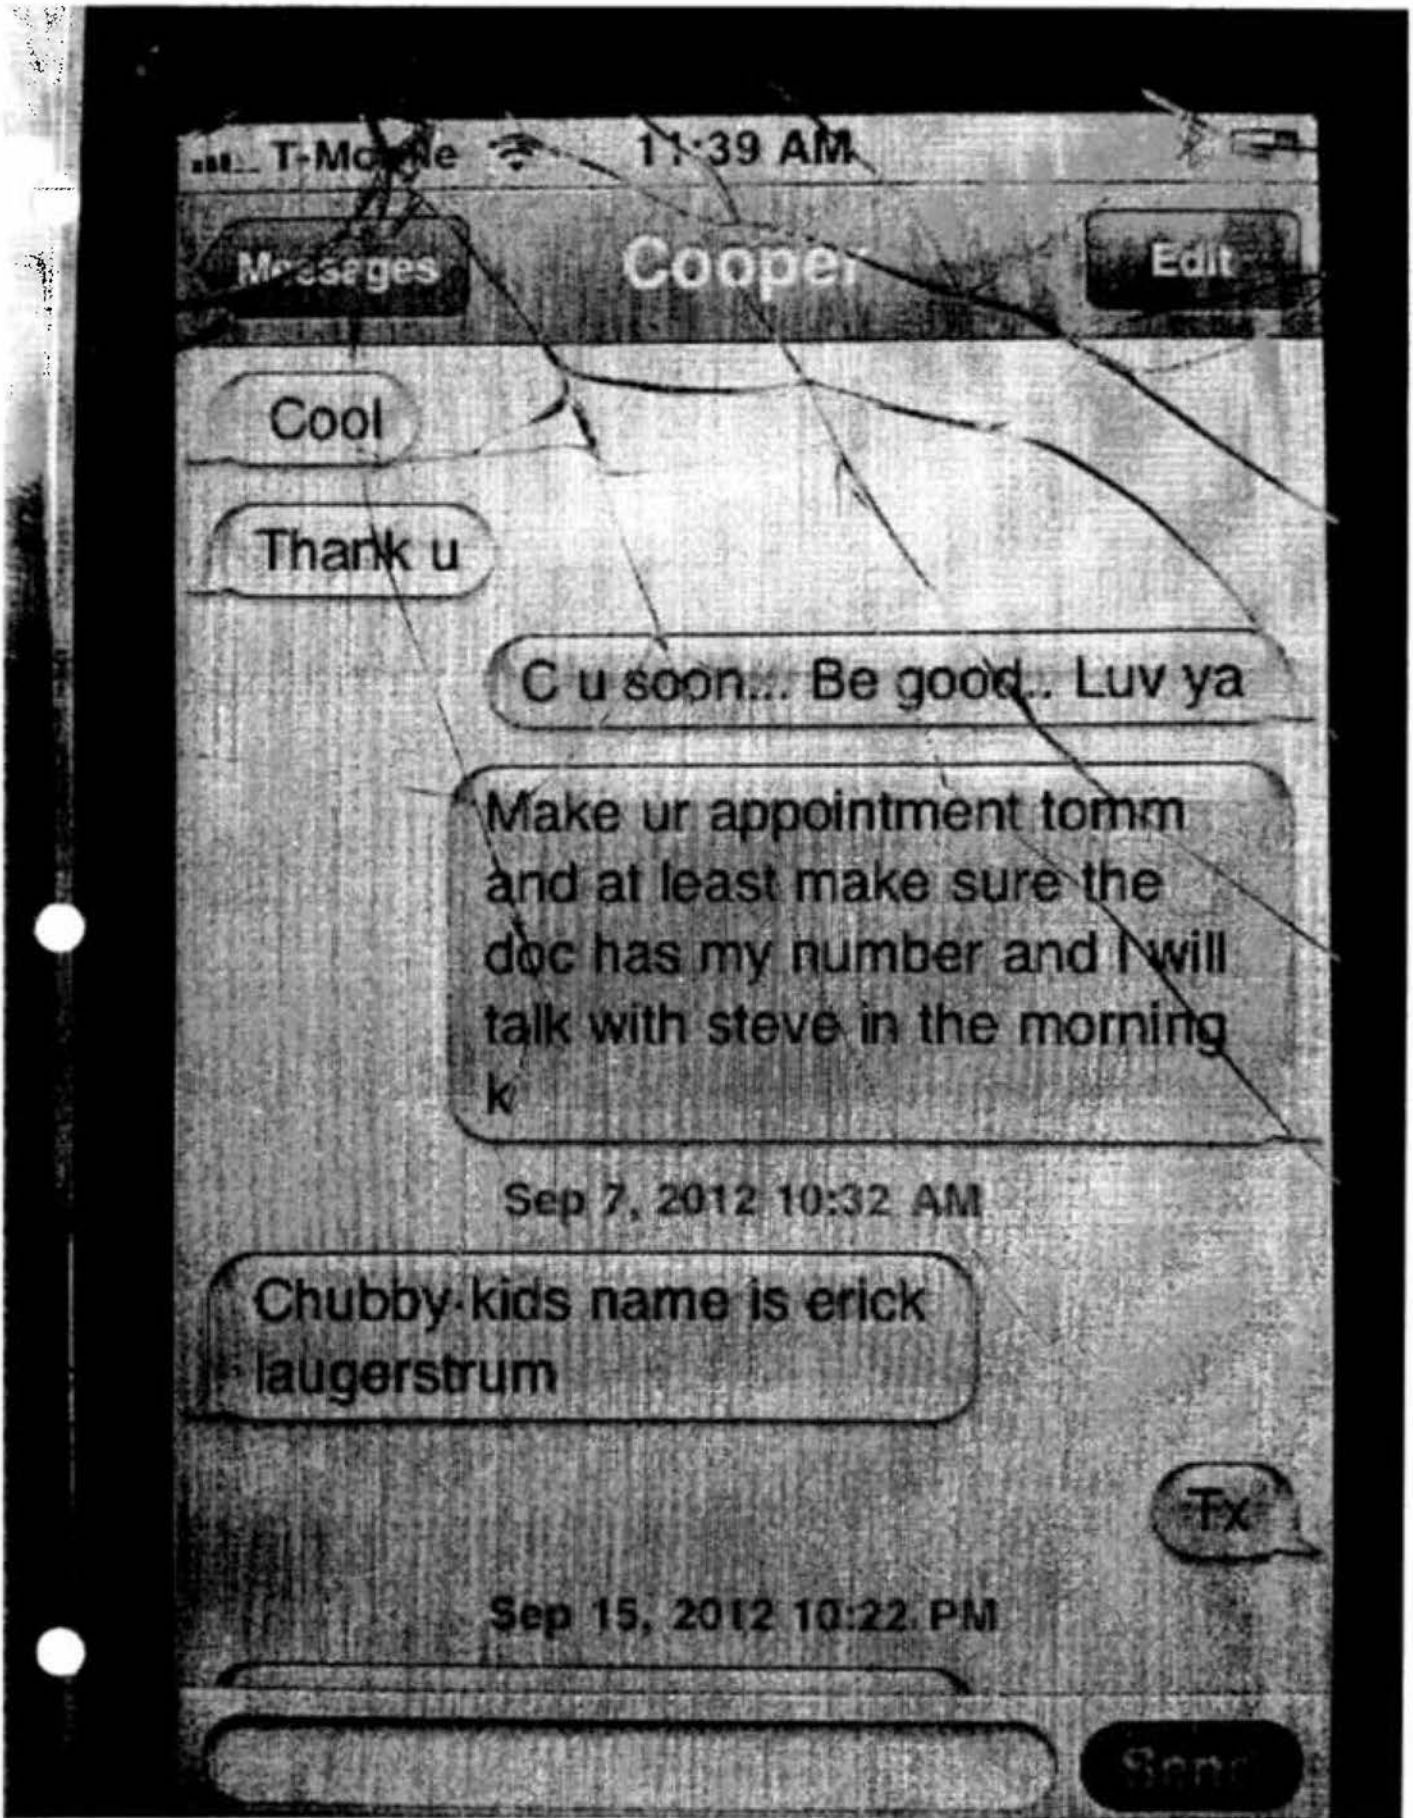 T-Mobile 11:39 AM
Messages Cooper Edit
Cool
Thank u
C u soon... Be good.. Luv ya
Make ur appointment tomm
and at least make sure the
doc has my number and I will
talk with steve in the morning
k
Sep 7, 2012 10:32 AM
Chubby kids name is erick
laugerstrum
Tx
Sep 15, 2012 10:22 PM
Send